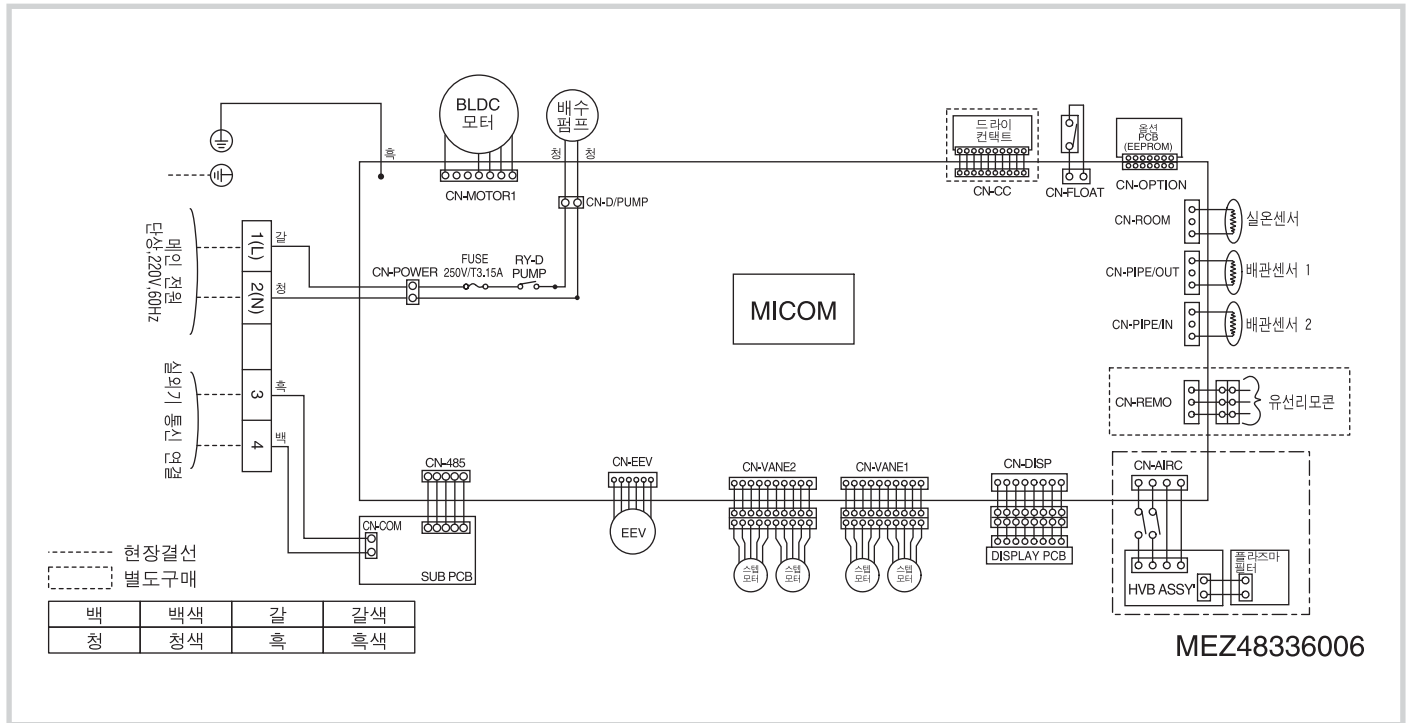 BLDC
모터
배수
펌프
흑
청
청
CN-MOTOR1
CN-D/PUMP
드라이
컨택트
CN-CC
CN-FLOAT
옵션
PCB
(EEPROM)
CN-OPTION
CN-ROOM
실온센서
CN-PIPE/OUT
배관센서 1
CN-PIPE/IN
배관센서 2
CN-REMO
유선리모콘
메인 전원
단상,220V,60Hz
1(L)
2(N)
갈
청
CN-POWER
FUSE
250V/T3.15A
RY-D
PUMP
MICOM
실외기 통신 연결
3
4
흑
백
CN-485
CN-COM
SUB PCB
CN-EEV
EEV
CN-VANE2
스텝
모터
스텝
모터
CN-VANE1
스텝
모터
스텝
모터
CN-DISP
DISPLAY PCB
CN-AIRC
HVB ASSY'
플라즈마
필터
현장결선
별도구매
백 백색 갈 갈색
청 청색 흑 흑색
MEZ48336006